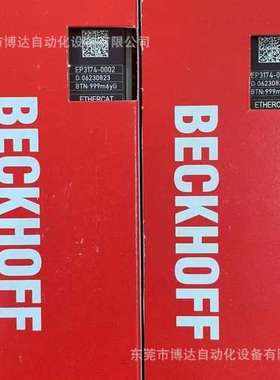 东莞市博达自动化设备有限公司
EP3174-0002
D:06230823
BTN:999m6yG
ETHERCAT
BECKHOFF
EP3174-0
D:0623082
BTN:999m
ETHERC
BECKHOFF
东莞市博达自动化设备有限公司